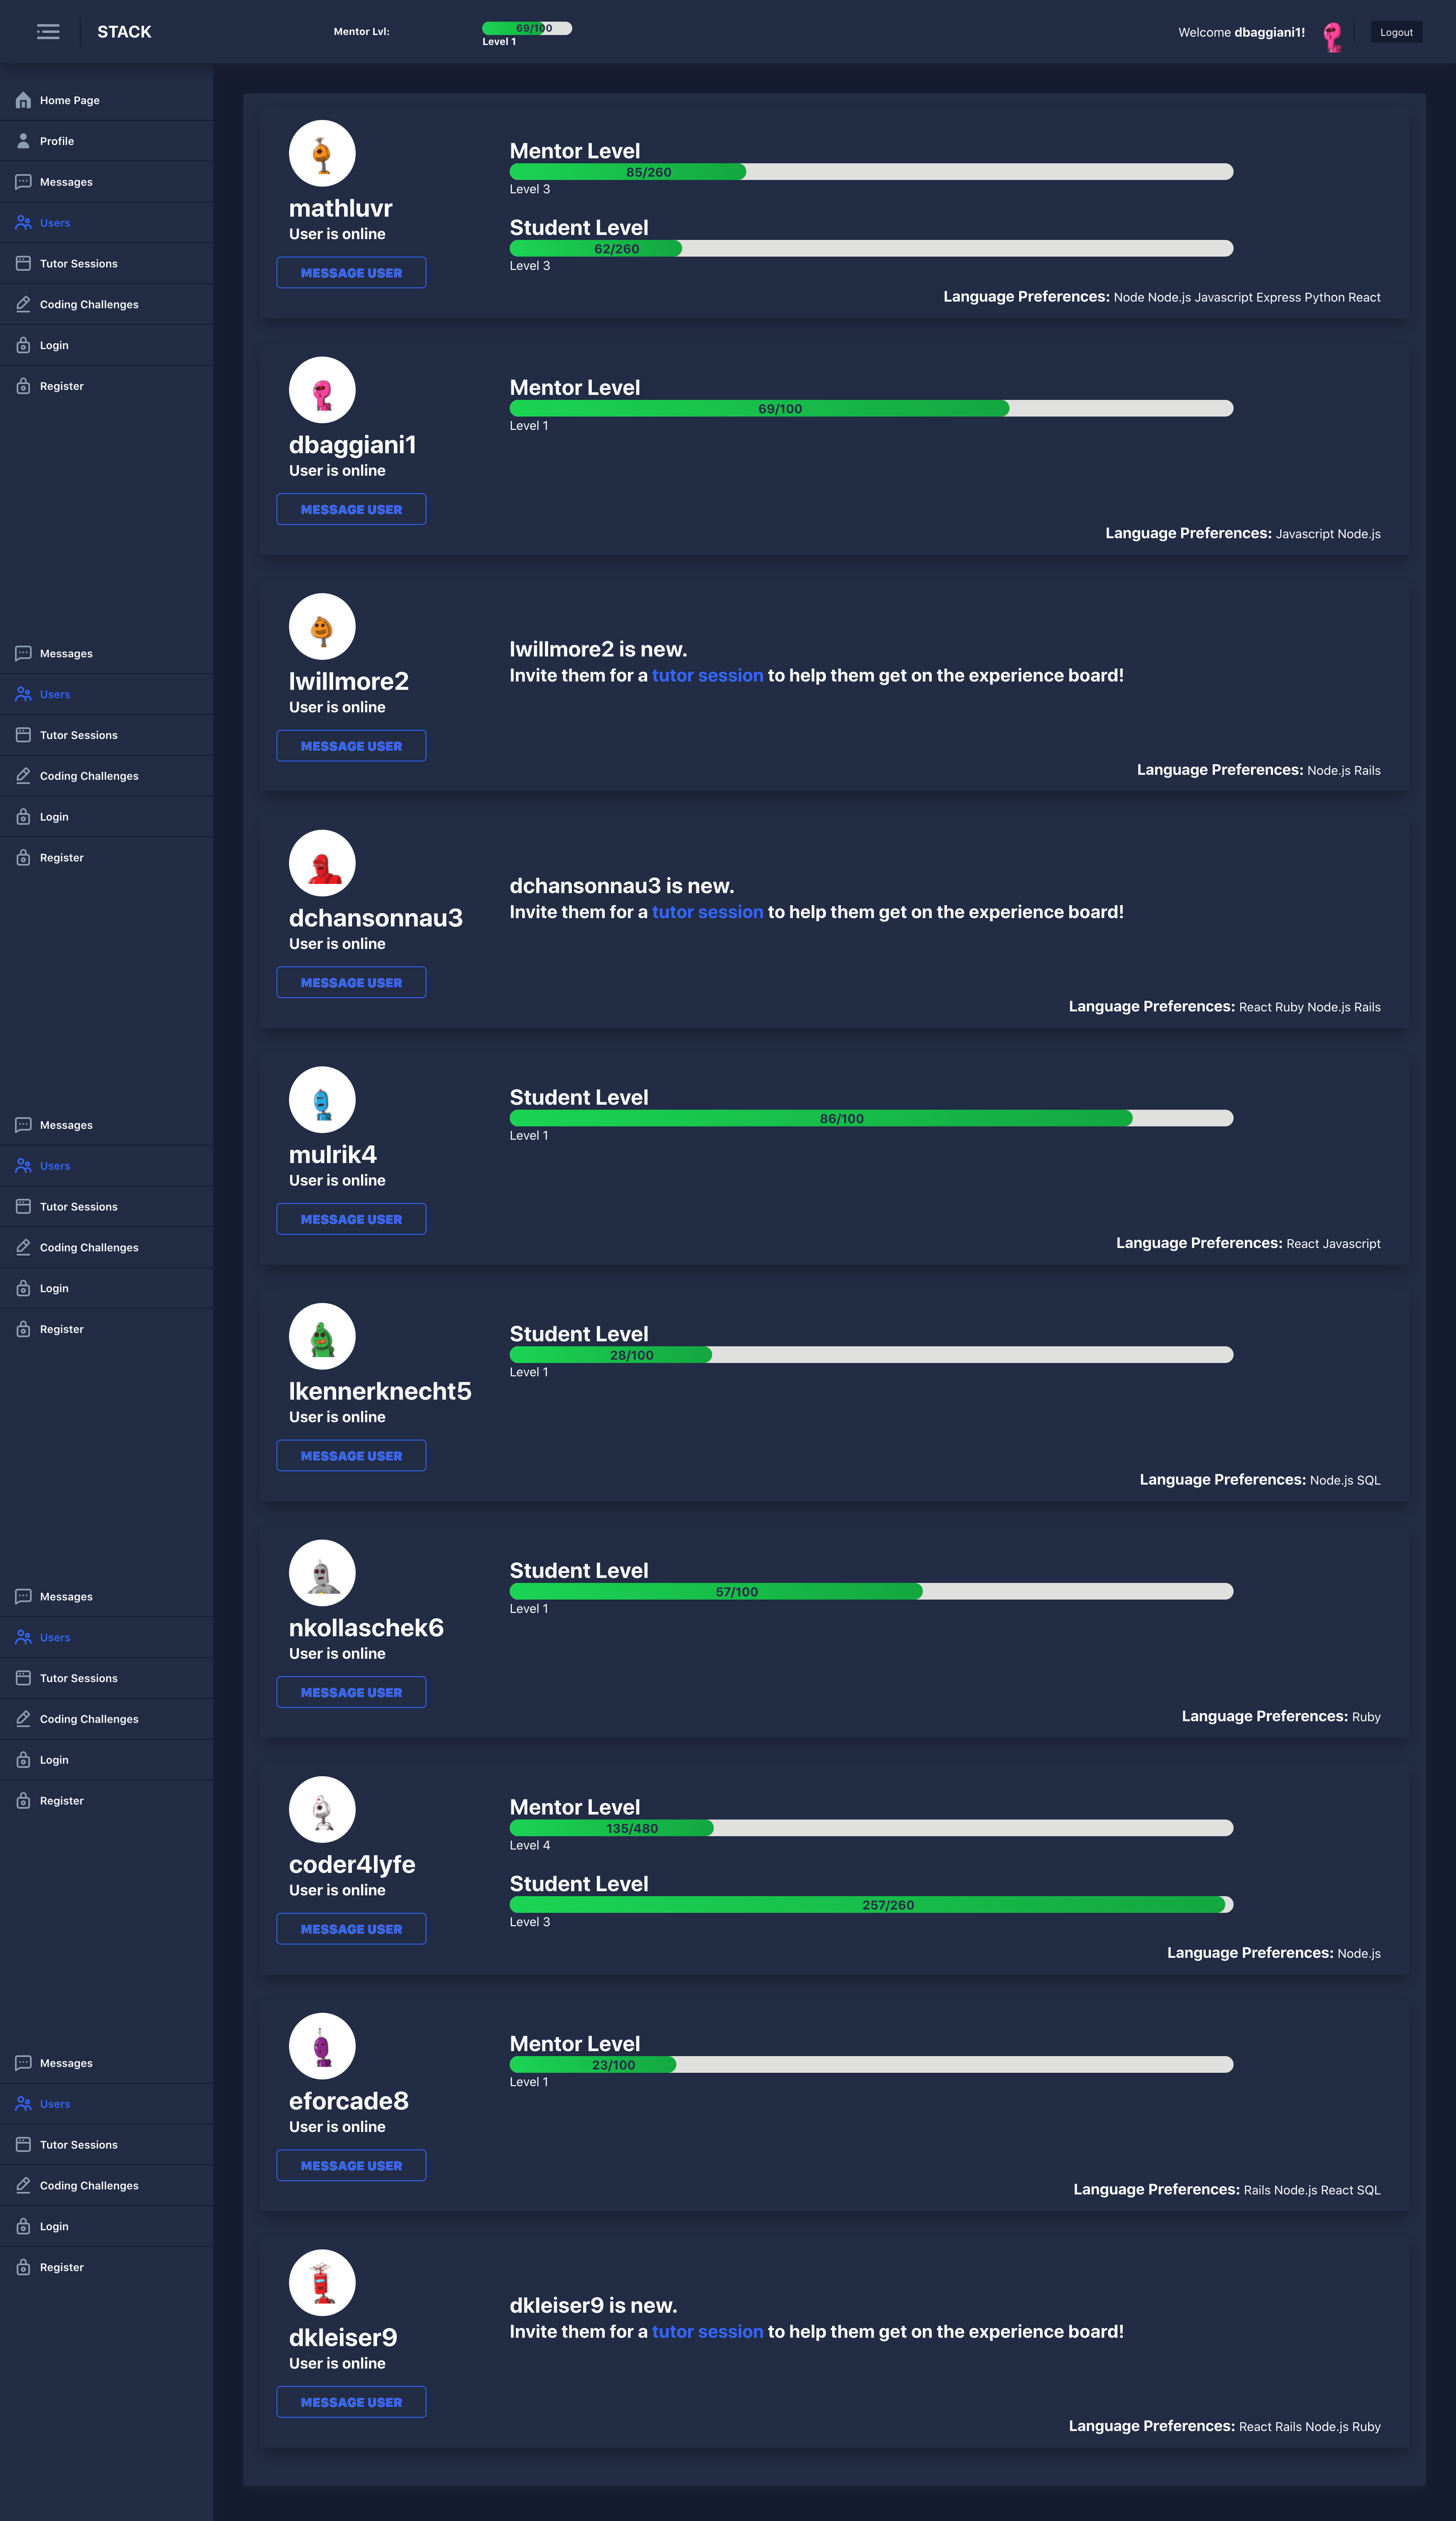 STACK
Mentor Lvl:
69/100
Level 1
Welcome dbaggiani1!
Logout
Home Page
Profile
Messages
Users
Tutor Sessions
Coding Challenges
Login
Register
Messages
Users
Tutor Sessions
Coding Challenges
Login
Register
Messages
Users
Tutor Sessions
Coding Challenges
Login
Register
Messages
Users
Tutor Sessions
Coding Challenges
Login
Register
Messages
Users
Tutor Sessions
Coding Challenges
Login
Register
mathluvr
User is online
MESSAGE USER
Mentor Level
85/260
Level 3
Student Level
62/260
Level 3
Language Preferences: Node Node.js Javascript Express Python React
dbaggiani1
User is online
MESSAGE USER
Mentor Level
69/100
Level 1
Language Preferences: Javascript Node.js
lwillmore2
User is online
MESSAGE USER
lwillmore2 is new.
Invite them for a tutor session to help them get on the experience board!
Language Preferences: Node.js Rails
dchansonnau3
User is online
MESSAGE USER
dchansonnau3 is new.
Invite them for a tutor session to help them get on the experience board!
Language Preferences: React Ruby Node.js Rails
mulrik4
User is online
MESSAGE USER
Student Level
86/100
Level 1
Language Preferences: React Javascript
lkennerknecht5
User is online
MESSAGE USER
Student Level
28/100
Level 1
Language Preferences: Node.js SQL
nkollaschek6
User is online
MESSAGE USER
Student Level
57/100
Level 1
Language Preferences: Ruby
coder4lyfe
User is online
MESSAGE USER
Mentor Level
135/480
Level 4
Student Level
257/260
Level 3
Language Preferences: Node.js
eforcade8
User is online
MESSAGE USER
Mentor Level
23/100
Level 1
Language Preferences: Rails Node.js React SQL
dkleiser9
User is online
MESSAGE USER
dkleiser9 is new.
Invite them for a tutor session to help them get on the experience board!
Language Preferences: React Rails Node.js Ruby